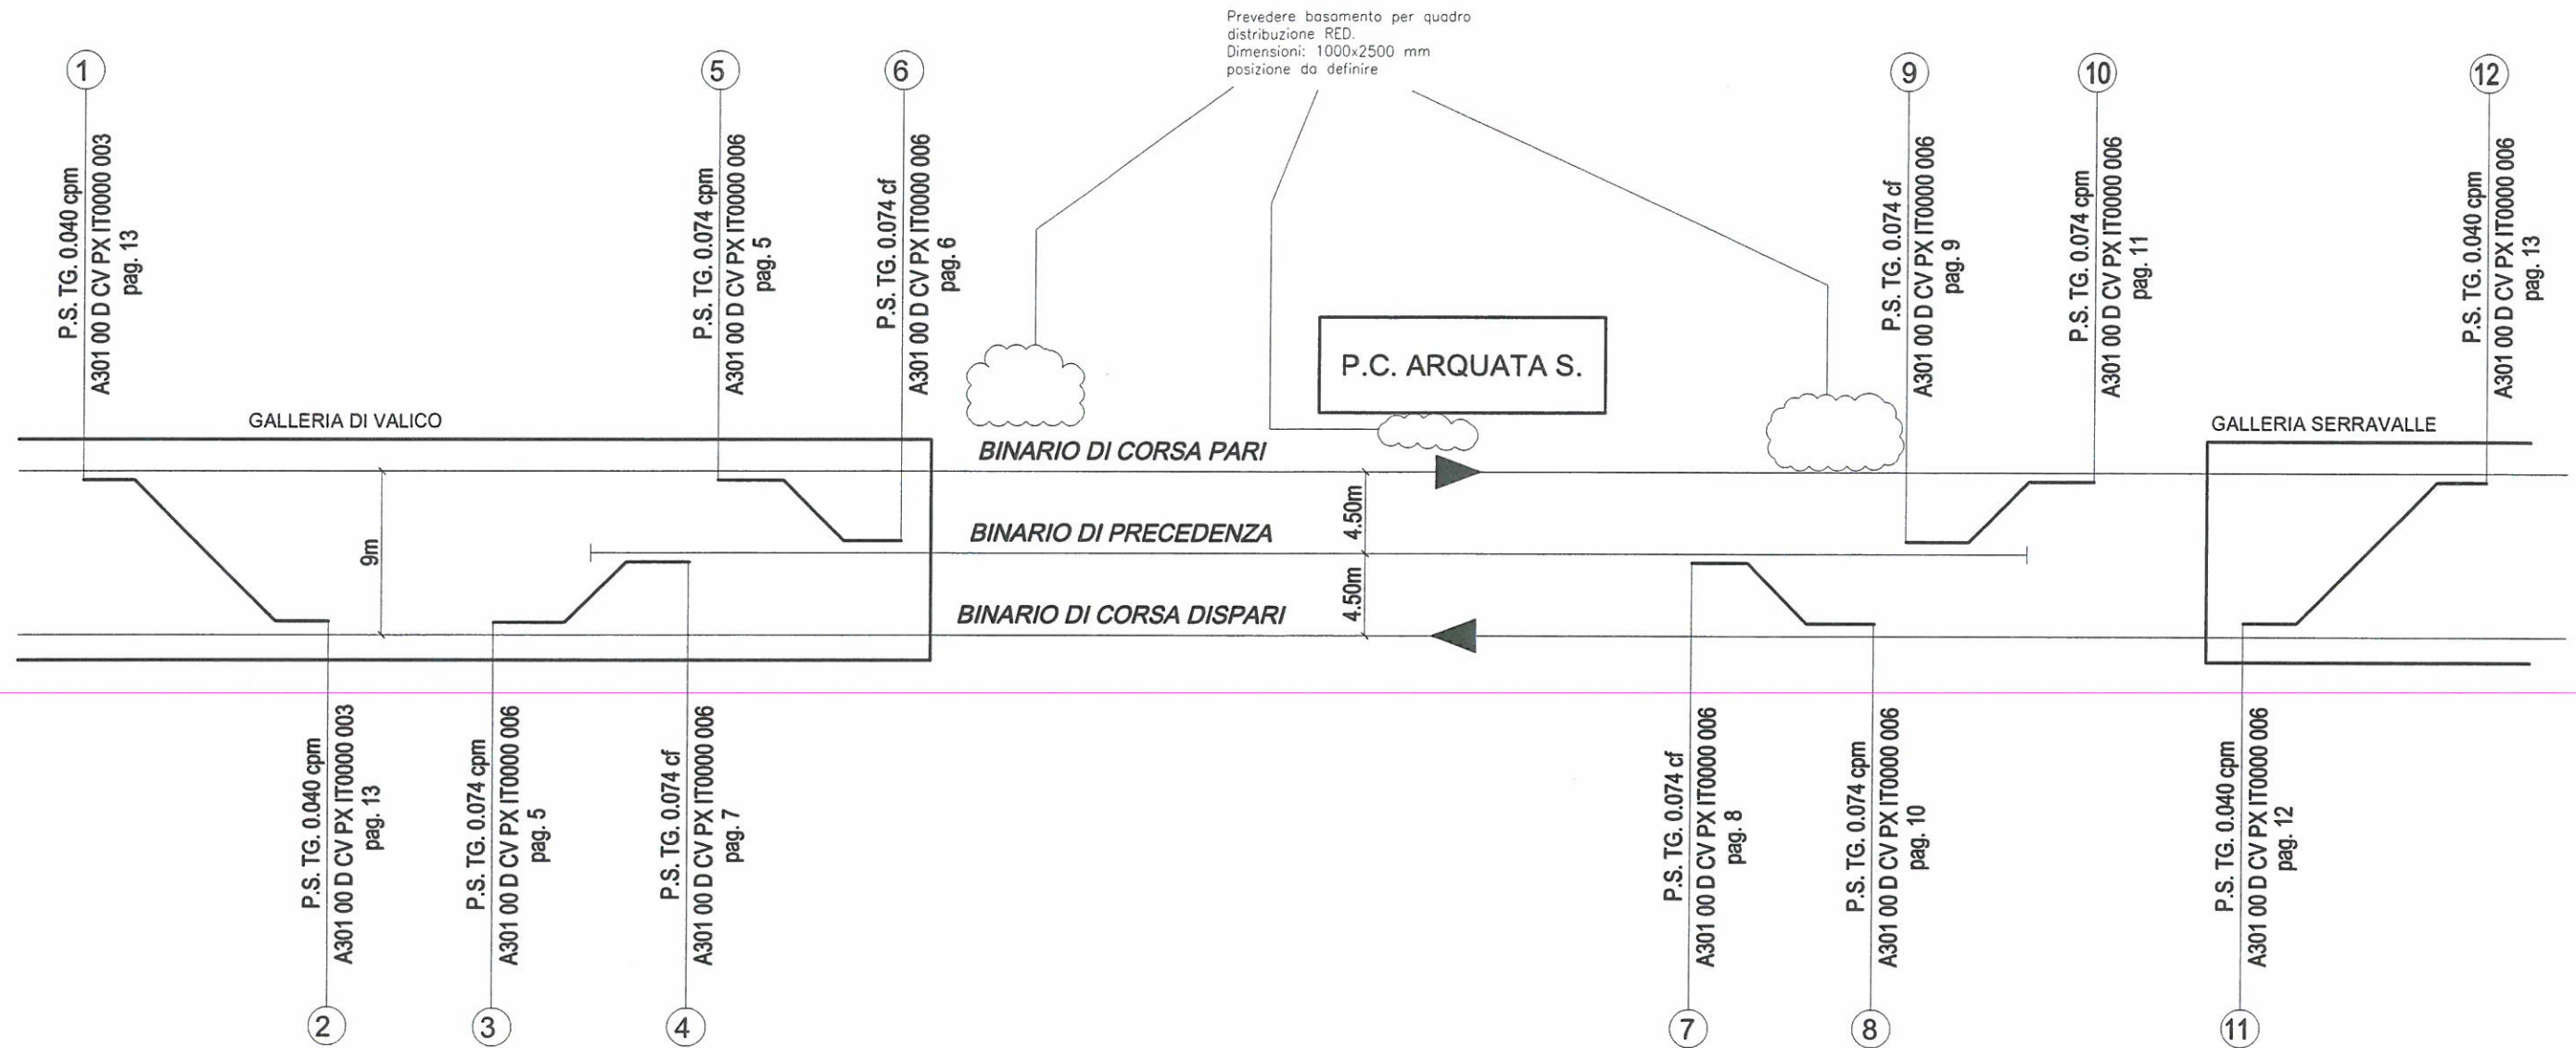 Prevedere basamento per quadro
distribuzione RED.
Dimensioni: 1000x2500 mm
posizione da definire
1
5
6
9
10
12
P.S. TG. 0.040 cpm
A301 00 D CV PX IT0000 003
pag. 13
P.S. TG. 0.074 cpm
A301 00 D CV PX IT0000 006
pag. 5
P.S. TG. 0.074 cf
A301 00 D CV PX IT0000 006
pag. 6
P.S. TG. 0.074 cf
A301 00 D CV PX IT0000 006
pag. 9
P.S. TG. 0.074 cpm
A301 00 D CV PX IT0000 006
pag. 11
P.S. TG. 0.040 cpm
A301 00 D CV PX IT0000 006
pag. 13
P.C. ARQUATA S.
GALLERIA DI VALICO
GALLERIA SERRAVALLE
BINARIO DI CORSA PARI
9m
4.50m
BINARIO DI PRECEDENZA
4.50m
BINARIO DI CORSA DISPARI
P.S. TG. 0.040 cpm
A301 00 D CV PX IT0000 003
pag. 13
P.S. TG. 0.074 cpm
A301 00 D CV PX IT0000 006
pag. 5
P.S. TG. 0.074 cf
A301 00 D CV PX IT0000 006
pag. 7
P.S. TG. 0.074 cf
A301 00 D CV PX IT0000 006
pag. 8
P.S. TG. 0.074 cpm
A301 00 D CV PX IT0000 006
pag. 10
P.S. TG. 0.040 cpm
A301 00 D CV PX IT0000 006
pag. 12
2
3
4
7
8
11